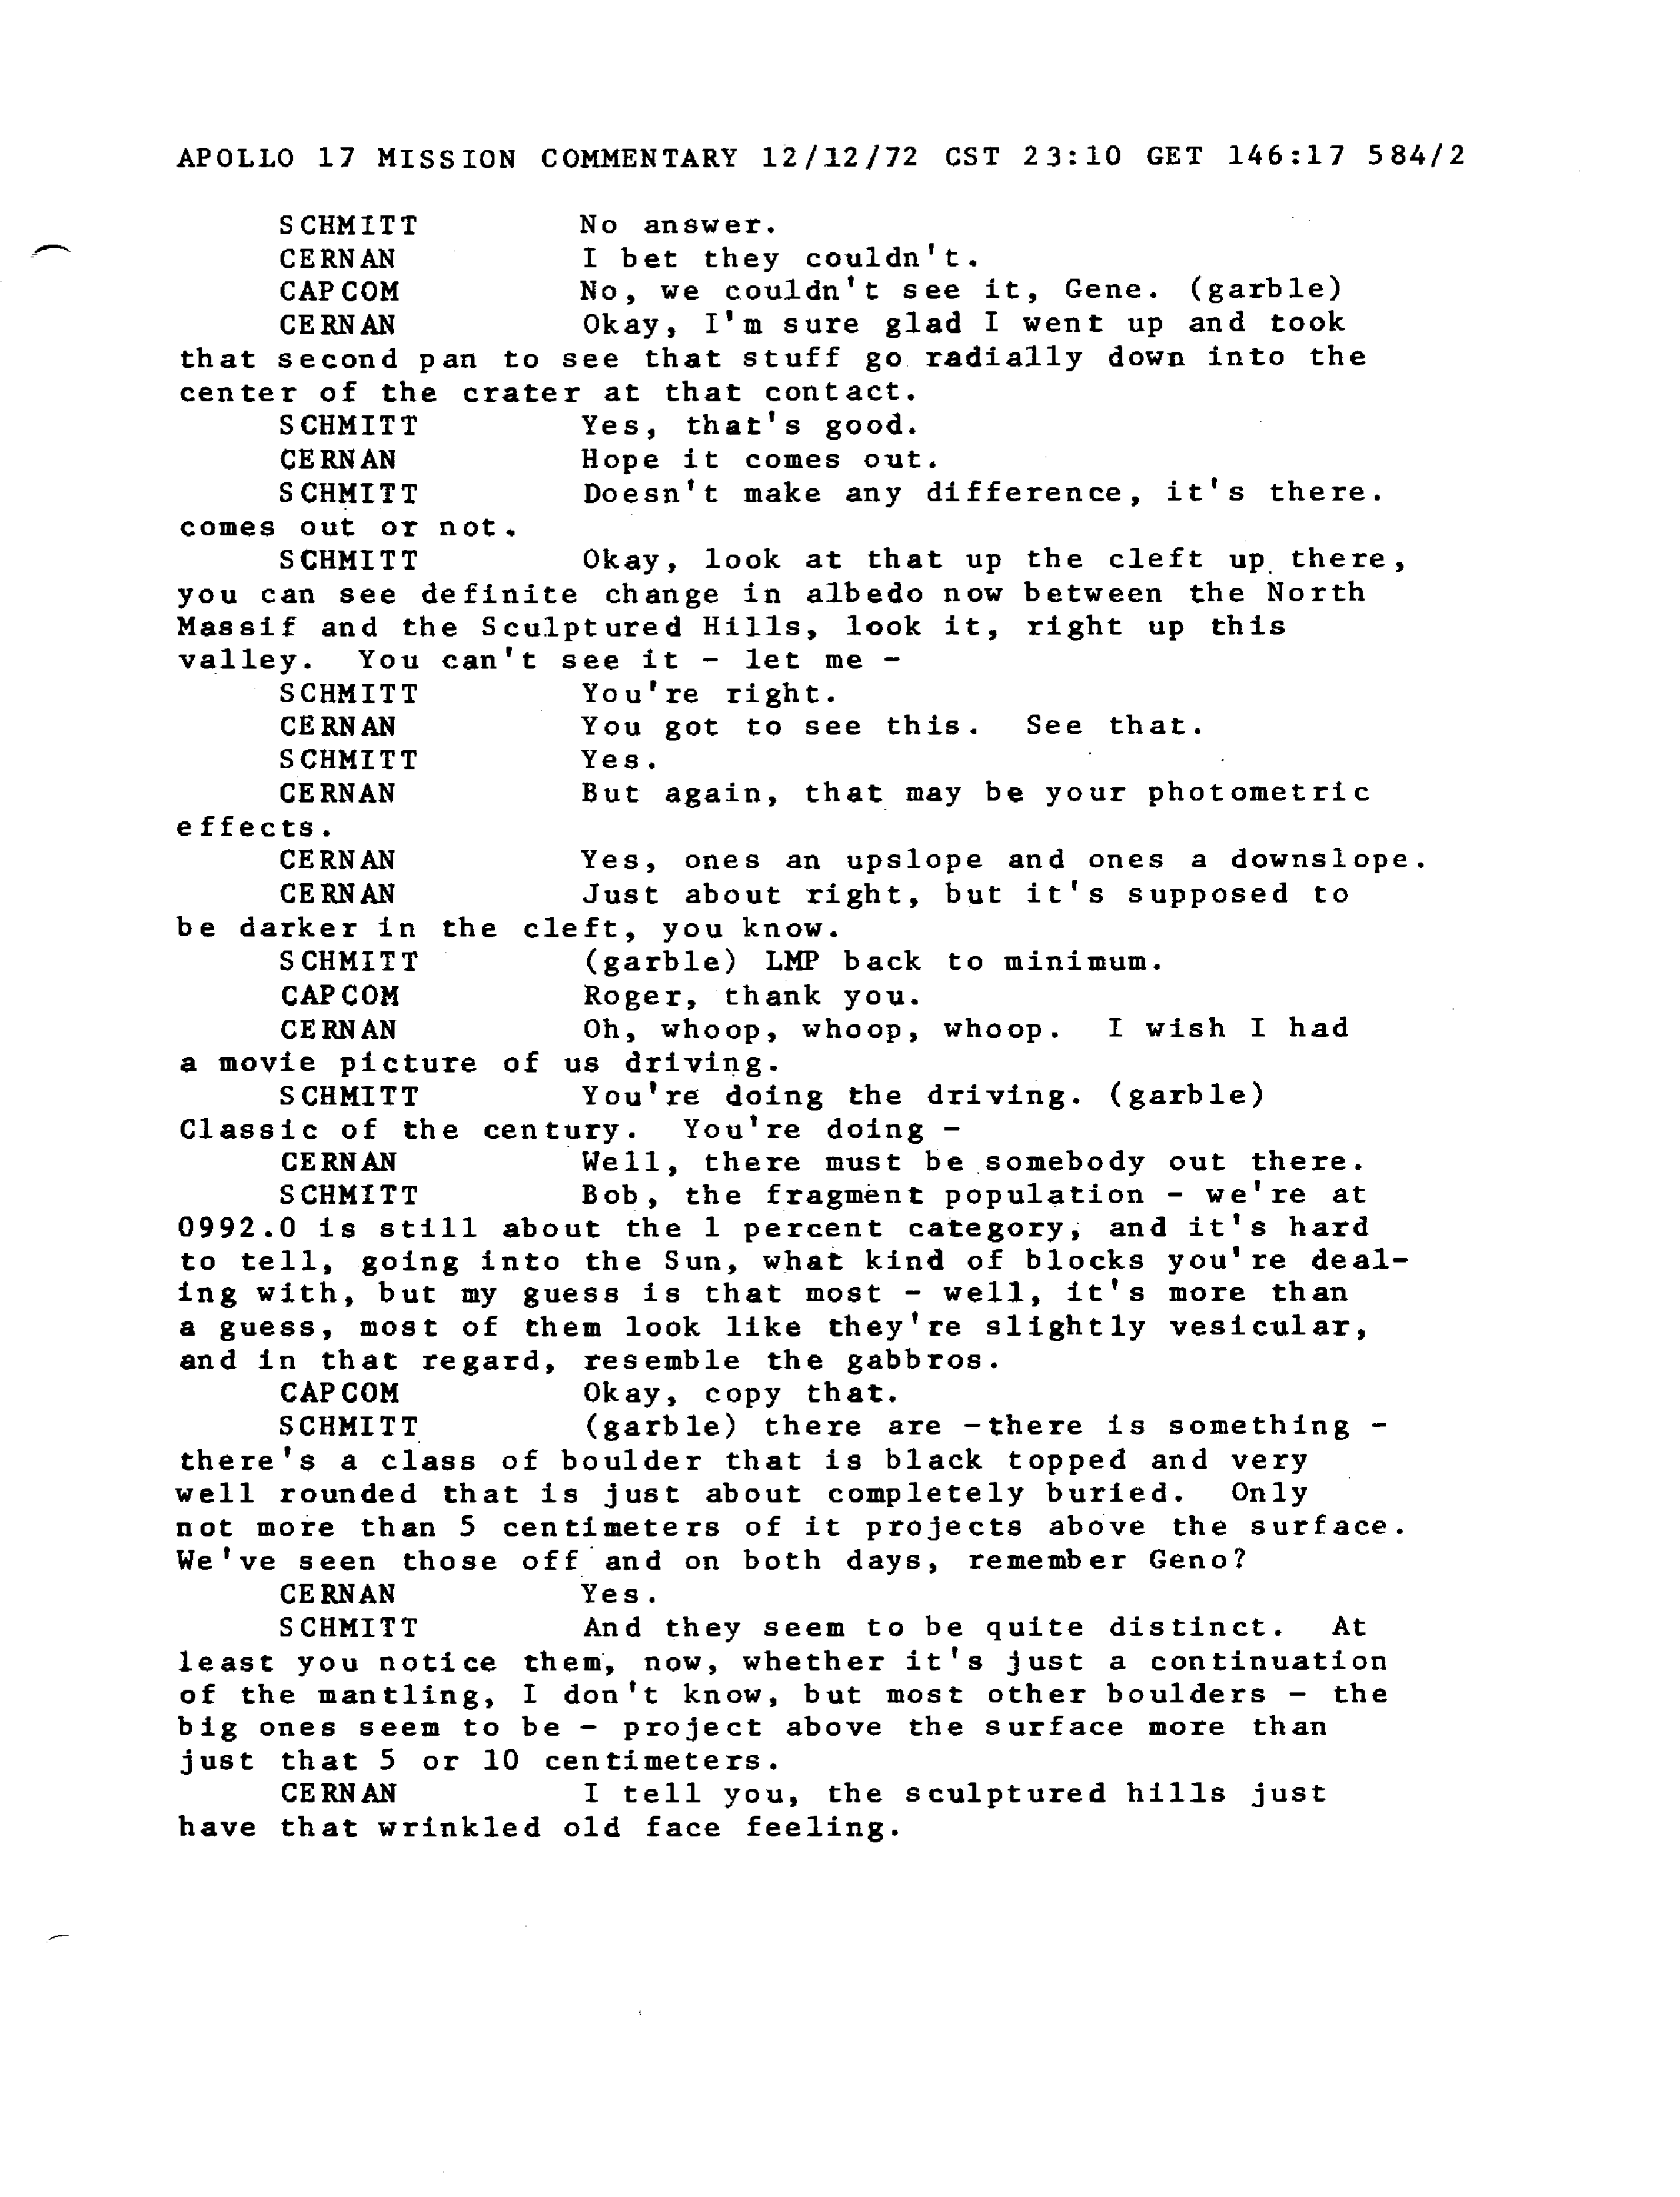 APOLLO 17 MISSION COMMENTARY 12/12/72 CST 23:10 GET 146:17 584/2
SCHMITT No answer.
CERNAN I bet they couldn't.
CAPCOM No, we couldn't see it, Gene. (garble)
CERNAN Okay, I'm sure glad I went up and took
that second pan to see that stuff go radially down into the
center of the crater at that contact.
SCHMITT Yes, that's good.
CERNAN Hope it comes out.
SCHMITT Doesn't make any difference, it's there.
comes out or not.
SCHMITT Okay, look at that up the cleft up there,
you can see definite change in albedo now between the North
Massif and the Sculptured Hills, look it, right up this
valley. You can't see it - let me -
SCHMITT You're right.
CERNAN You got to see this. See that.
SCHMITT Yes.
CERNAN But again, that may be your photometric
effects.
CERNAN Yes, ones an upslope and ones a downslope.
CERNAN Just about right, but it's supposed to
be darker in the cleft, you know.
SCHMITT (garble) LMP back to minimum.
CAPCOM Roger, thank you.
CERNAN Oh, whoop, whoop, whoop. I wish I had
a movie picture of us driving.
SCHMITT You're doing the driving. (garble)
Classic of the century. You're doing -
CERNAN Well, there must be somebody out there.
SCHMITT Bob, the fragment population - we're at
0992.0 is still about the 1 percent category, and it's hard
to tell, going into the Sun, what kind of blocks you're deal-
ing with, but my guess is that most - well, it's more than
a guess, most of them look like they're slightly vesicular,
and in that regard, resemble the gabbros.
CAPCOM Okay, copy that.
SCHMITT (garble) there are -there is something -
there's a class of boulder that is black topped and very
well rounded that is just about completely buried. Only
not more than 5 centimeters of it projects above the surface.
We've seen those off and on both days, remember Geno?
CERNAN Yes.
SCHMITT And they seem to be quite distinct. At
least you notice them, now, whether it's just a continuation
of the mantling, I don't know, but most other boulders - the
big ones seem to be - project above the surface more than
just that 5 or 10 centimeters.
CERNAN I tell you, the sculptured hills just
have that wrinkled old face feeling.